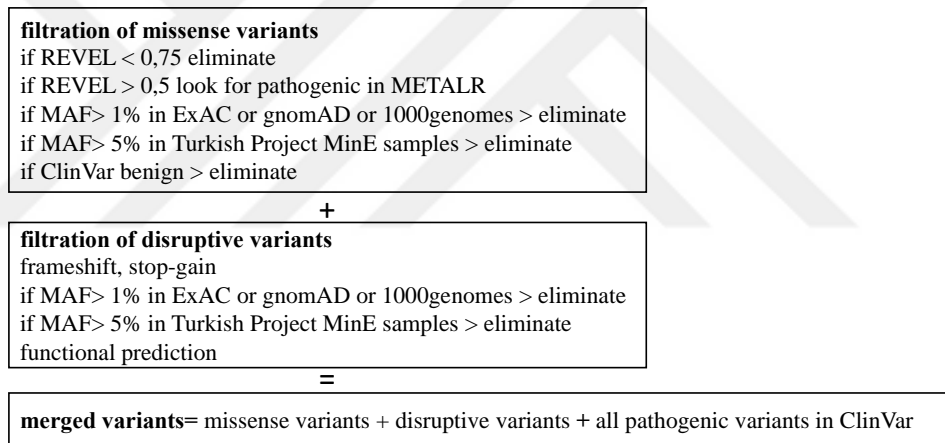 filtration of missense variants
if REVEL < 0,75 eliminate
if REVEL > 0,5 look for pathogenic in METALR
if MAF> 1% in ExAC or gnomAD or 1000genomes > eliminate
if MAF> 5% in Turkish Project MinE samples > eliminate
if ClinVar benign > eliminate
+
filtration of disruptive variants
frameshift, stop-gain
if MAF> 1% in ExAC or gnomAD or 1000genomes > eliminate
if MAF> 5% in Turkish Project MinE samples > eliminate
functional prediction
=
merged variants= missense variants + disruptive variants + all pathogenic variants in ClinVar